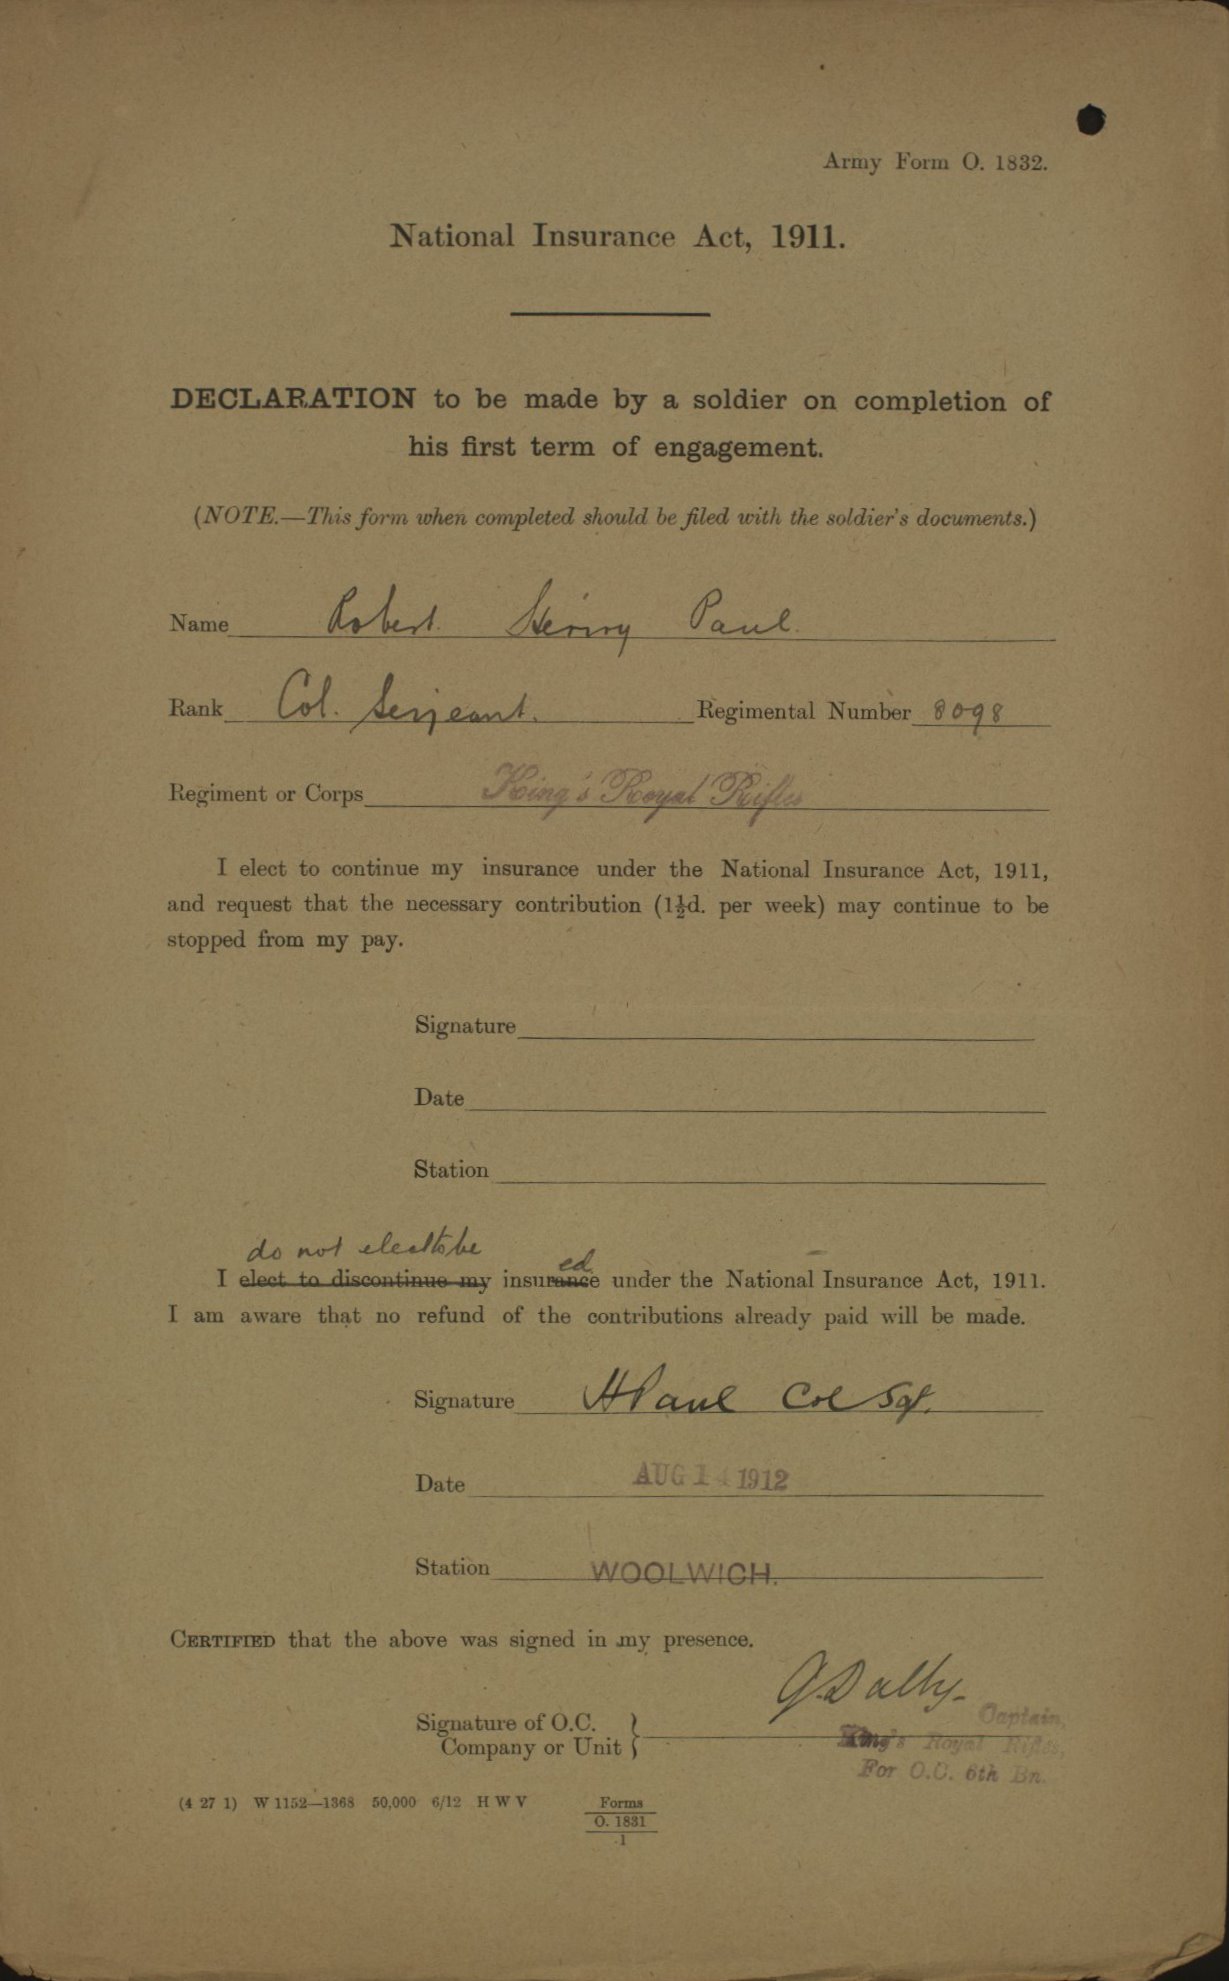 Army Form O. 1832.
National Insurance Act, 1911.
DECLARATION to be made by a soldier on completion of
his first term of engagement.
(NOTE.—This form when completed should be filed with the soldier's documents.)
Name Robert Henry Paul.
Rank Col. Serjeant. Regimental Number 8098
Regiment or Corps King's Royal Rifles
I elect to continue my insurance under the National Insurance Act, 1911,
and request that the necessary contribution (1½d. per week) may continue to be
stopped from my pay.
Signature
Date
Station
do not elect to be ed
I elect to discontinue my insurance under the National Insurance Act, 1911.
I am aware that no refund of the contributions already paid will be made.
Signature HPaul Col Sgt.
Date AUG 14 1912
Station WOOLWICH.
CERTIFIED that the above was signed in my presence.
G. Dalby
Captain,
Signature of O.C.
King's Royal Rifles,
Company or Unit
For O.C. 6th Bn.
(4 27 1) W 1152—1368 50,000 6/12 H W V
Forms
O. 1831
1